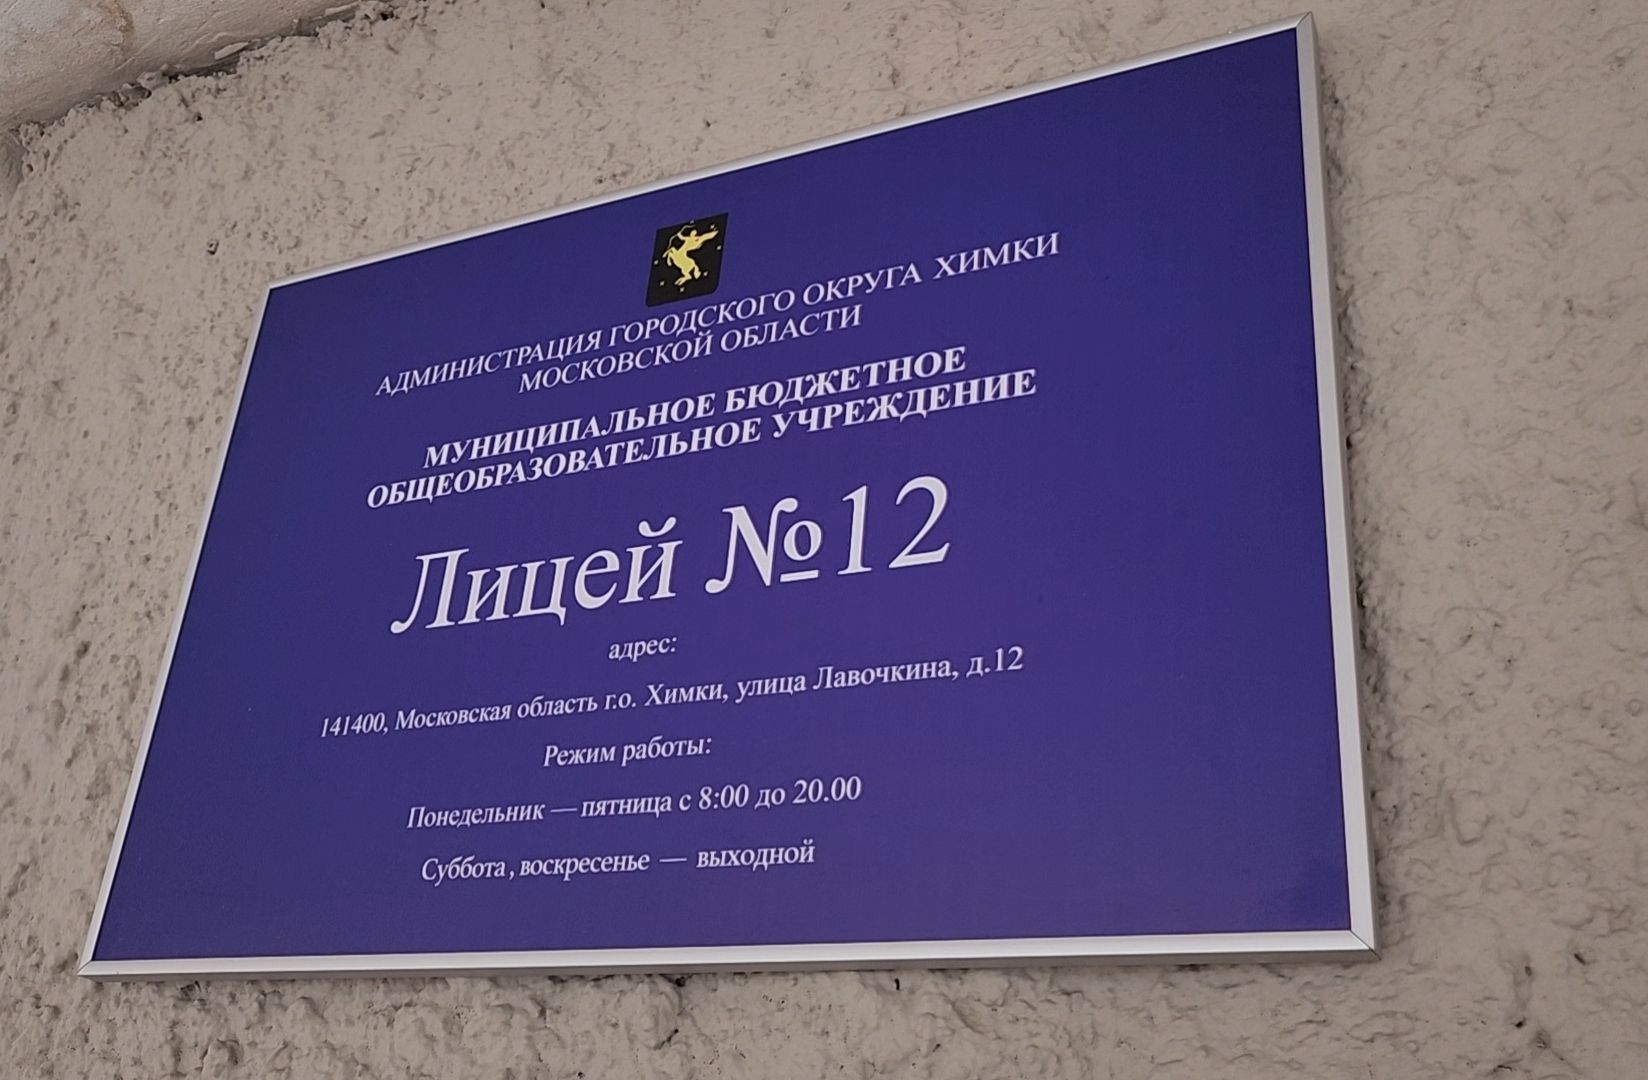 АДМИНИСТРАЦИЯ ГОРОДСКОГО ОКРУГА ХИМКИ
МОСКОВСКОЙ ОБЛАСТИ
МУНИЦИПАЛЬНОЕ БЮДЖЕТНОЕ
ОБЩЕОБРАЗОВАТЕЛЬНОЕ УЧРЕЖДЕНИЕ
Лицей №12
адрес:
141400, Московская область г.о. Химки, улица Лавочкина, д.12
Режим работы:
Понедельник — пятница с 8:00 до 20.00
Суббота, воскресенье — выходной